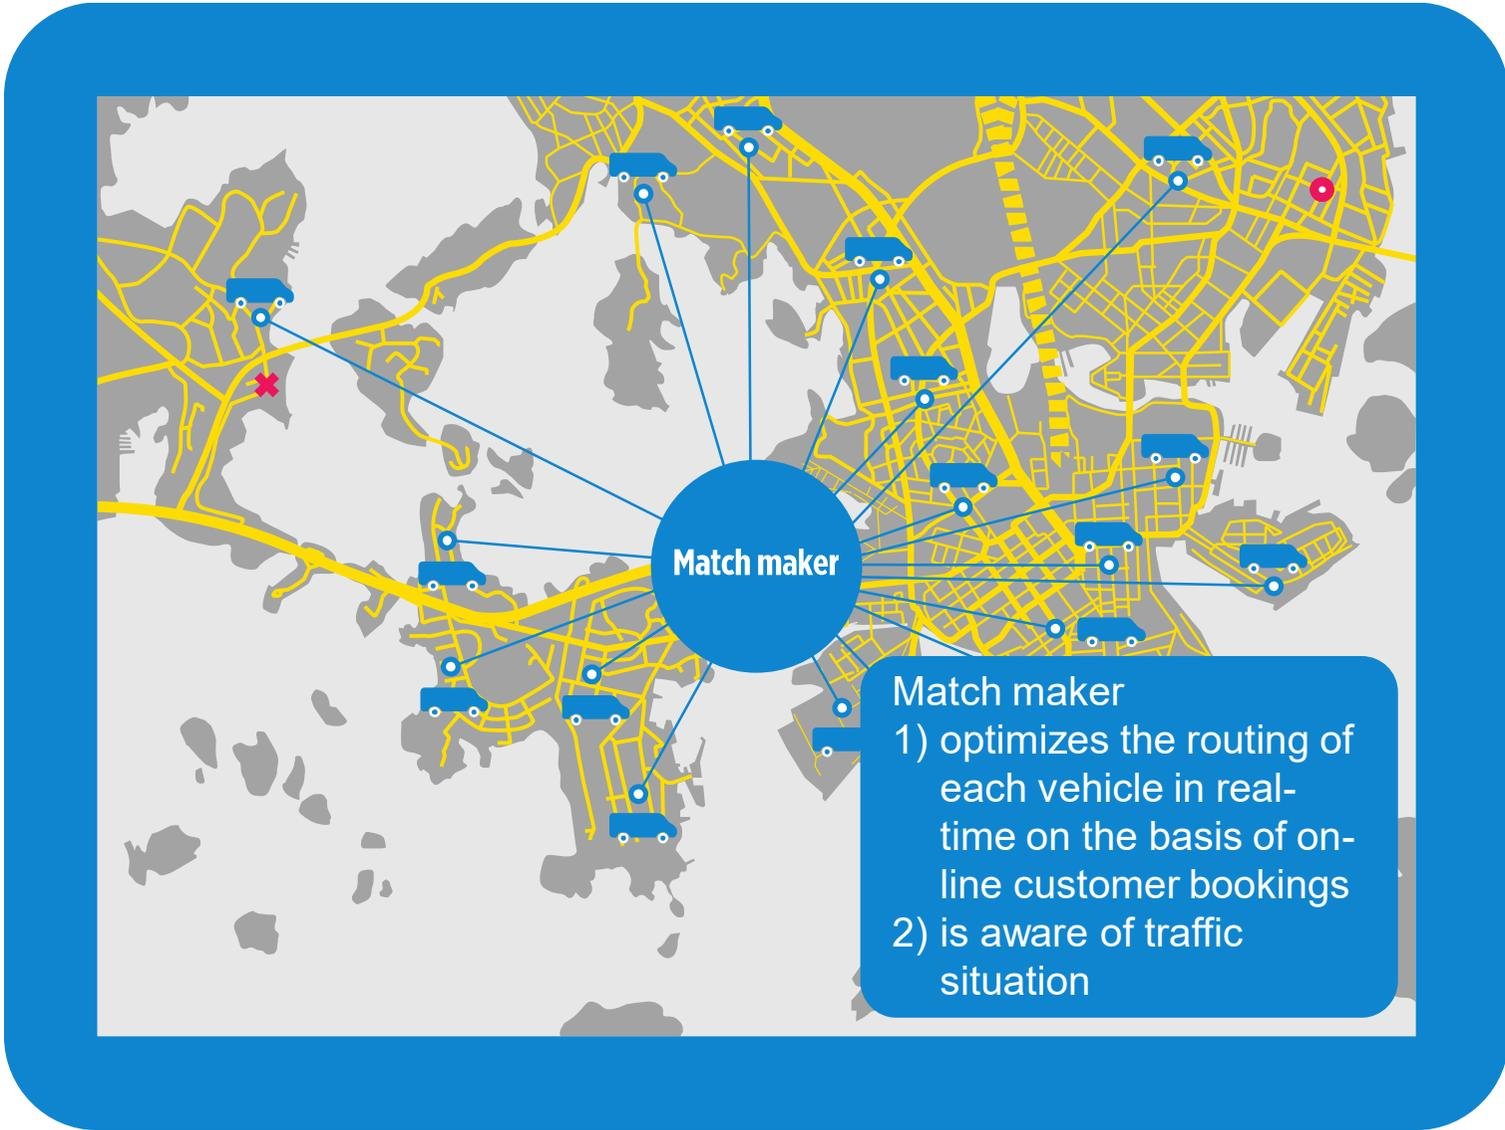 Match maker
Match maker
1) optimizes the routing of
each vehicle in real-
time on the basis of on-
line customer bookings
2) is aware of traffic
situation